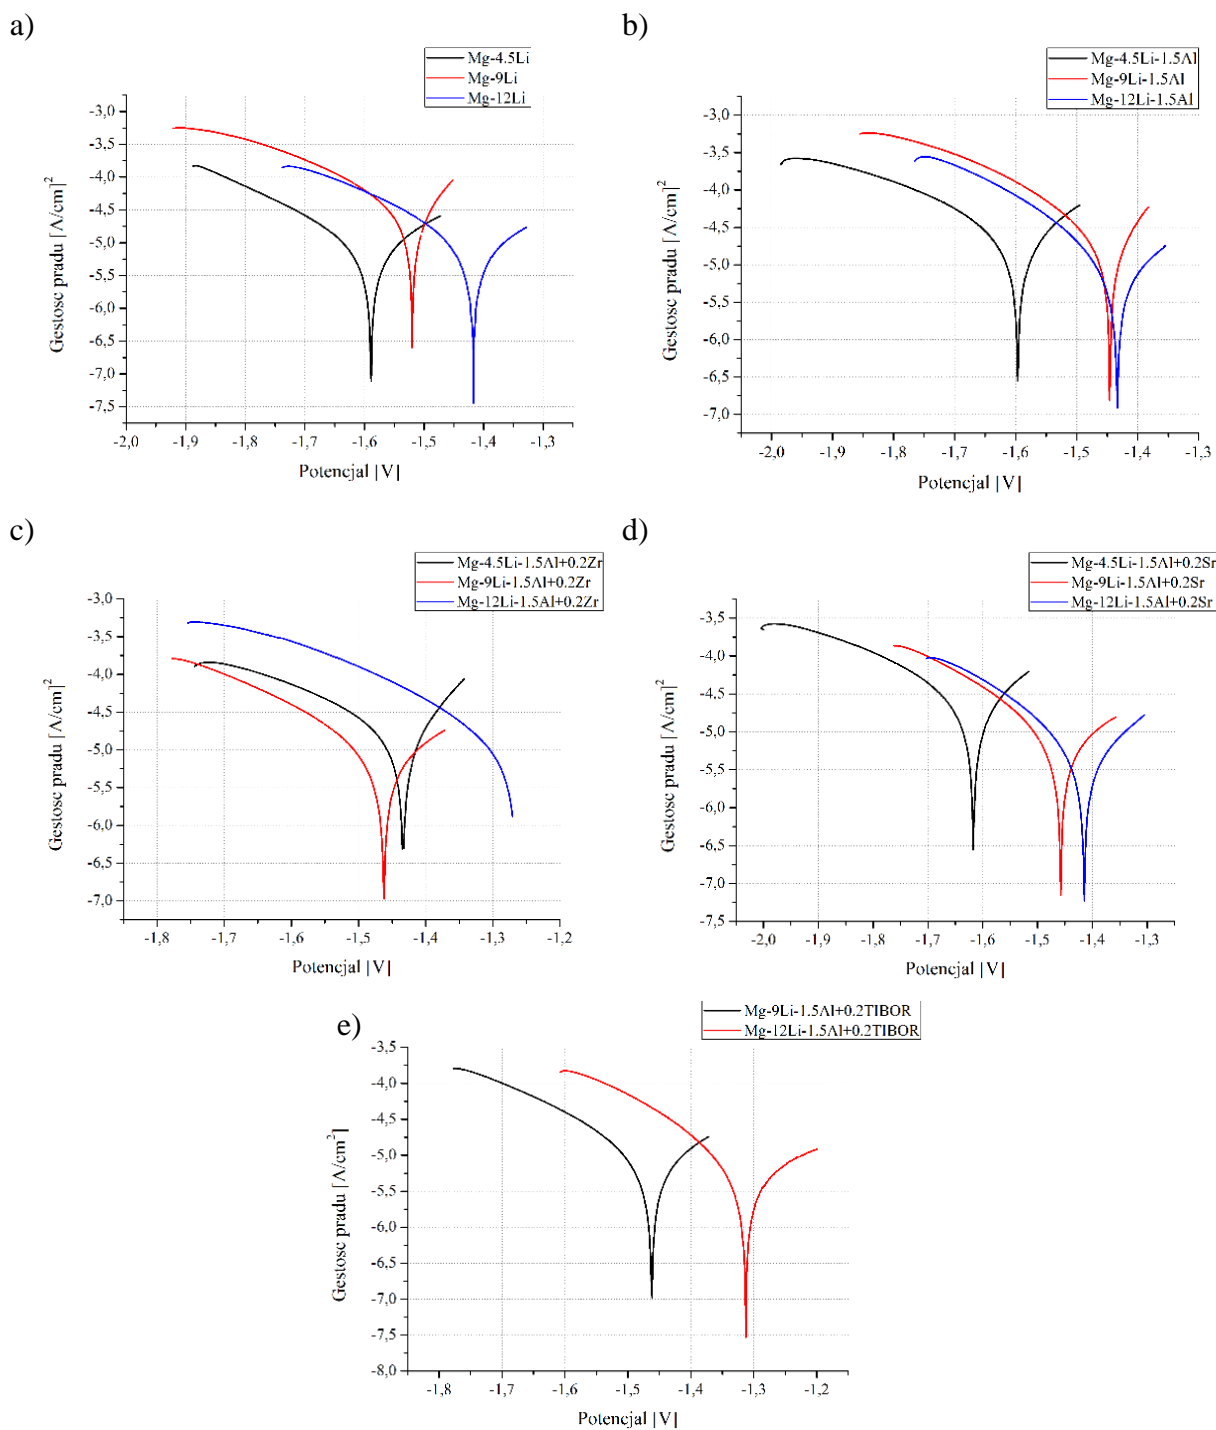 a)
Mg-4.5Li
Mg-9Li
Mg-12Li
-3,0
-3,5
-4,0
-4,5
-5,0
-5,5
-6,0
-6,5
-7,0
-7,5
Gestosc pradu [A/cm]²
-2,0 -1,9 -1,8 -1,7 -1,6 -1,5 -1,4 -1,3
Potencjal [V]
b)
Mg-4.5Li-1.5Al
Mg-9Li-1.5Al
Mg-12Li-1.5Al
-3,0
-3,5
-4,0
-4,5
-5,0
-5,5
-6,0
-6,5
-7,0
Gestosc pradu [A/cm]²
-2,0 -1,9 -1,8 -1,7 -1,6 -1,5 -1,4 -1,3
Potencjal [V]
c)
Mg-4.5Li-1.5Al+0.2Zr
Mg-9Li-1.5Al+0.2Zr
Mg-12Li-1.5Al+0.2Zr
-3,0
-3,5
-4,0
-4,5
-5,0
-5,5
-6,0
-6,5
-7,0
Gestosc pradu [A/cm]²
-1,8 -1,7 -1,6 -1,5 -1,4 -1,3 -1,2
Potencjal [V]
d)
Mg-4.5Li-1.5Al+0.2Sr
Mg-9Li-1.5Al+0.2Sr
Mg-12Li-1.5Al+0.2Sr
-3,5
-4,0
-4,5
-5,0
-5,5
-6,0
-6,5
-7,0
-7,5
Gestosc pradu [A/cm]²
-2,0 -1,9 -1,8 -1,7 -1,6 -1,5 -1,4 -1,3
Potencjal [V]
e)
Mg-9Li-1.5Al+0.2TIBOR
Mg-12Li-1.5Al+0.2TIBOR
-3,5
-4,0
-4,5
-5,0
-5,5
-6,0
-6,5
-7,0
-7,5
-8,0
Gestosc pradu [A/cm²]
-1,8 -1,7 -1,6 -1,5 -1,4 -1,3 -1,2
Potencjal [V]